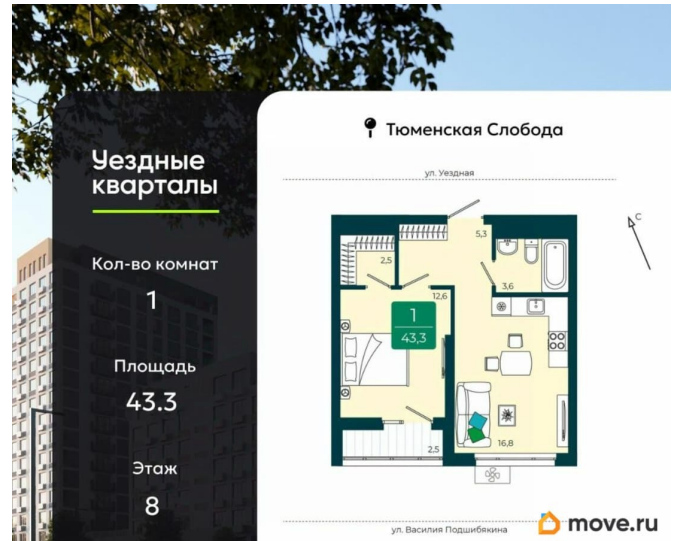 Уездные
кварталы
Кол-во комнат
1
Площадь
43.3
Этаж
8
Тюменская Слобода
ул. Уездная
С
5,3
2,5
3,6
12,6
1
43,3
16,8
2,5
ул. Василия Подшибякина
move.ru